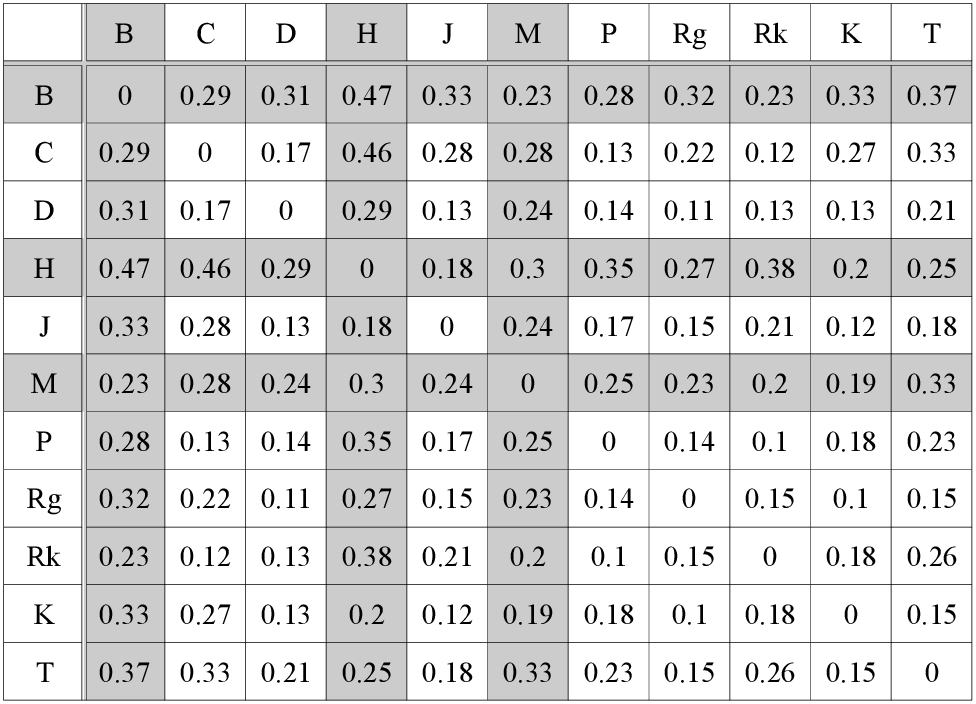 B C D H J M P Rg Rk K T
B 0 0.29 0.31 0.47 0.33 0.23 0.28 0.32 0.23 0.33 0.37
C 0.29 0 0.17 0.46 0.28 0.28 0.13 0.22 0.12 0.27 0.33
D 0.31 0.17 0 0.29 0.13 0.24 0.14 0.11 0.13 0.13 0.21
H 0.47 0.46 0.29 0 0.18 0.3 0.35 0.27 0.38 0.2 0.25
J 0.33 0.28 0.13 0.18 0 0.24 0.17 0.15 0.21 0.12 0.18
M 0.23 0.28 0.24 0.3 0.24 0 0.25 0.23 0.2 0.19 0.33
P 0.28 0.13 0.14 0.35 0.17 0.25 0 0.14 0.1 0.18 0.23
Rg 0.32 0.22 0.11 0.27 0.15 0.23 0.14 0 0.15 0.1 0.15
Rk 0.23 0.12 0.13 0.38 0.21 0.2 0.1 0.15 0 0.18 0.26
K 0.33 0.27 0.13 0.2 0.12 0.19 0.18 0.1 0.18 0 0.15
T 0.37 0.33 0.21 0.25 0.18 0.33 0.23 0.15 0.26 0.15 0